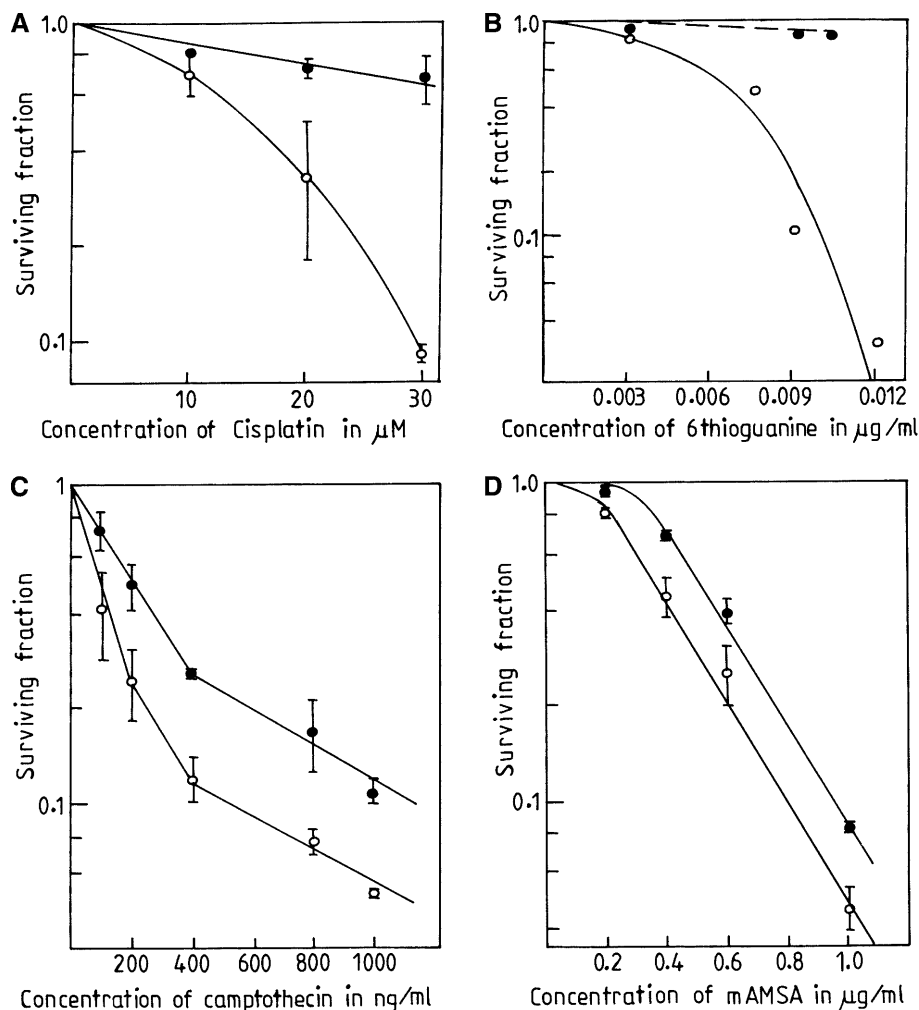 A
1.0
0.1
Surviving fraction
10 20 30
Concentration of Cisplatin in µM
B
1.0
0.1
Surviving fraction
0.003 0.006 0.009 0.012
Concentration of 6thioguanine in µg/ml
C
1
0.1
Surviving fraction
200 400 600 800 1000
Concentration of camptothecin in ng/ml
D
1.0
0.1
Surviving fraction
0.2 0.4 0.6 0.8 1.0
Concentration of mAMSA in µg/ml